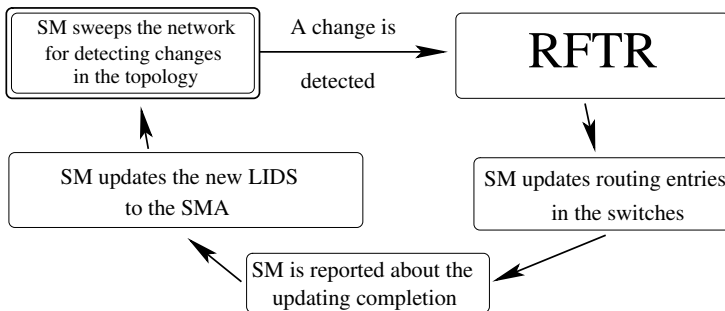 SM sweeps the network
for detecting changes
in the topology
A change is
detected
RFTR
SM updates the new LIDS
to the SMA
SM updates routing entries
in the switches
SM is reported about the
updating completion